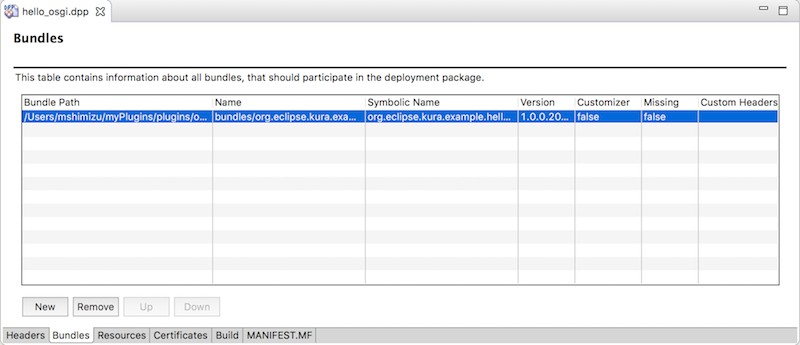 hello_osgi.dpp
Bundles
This table contains information about all bundles, that should participate in the deployment package.
Bundle Path Name Symbolic Name Version Customizer Missing Custom Headers
/Users/mshimizu/myPlugins/plugins/o... bundles/org.eclipse.kura.exa... org.eclipse.kura.example.hell... 1.0.0.20... false false
New Remove Up Down
Headers Bundles Resources Certificates Build MANIFEST.MF